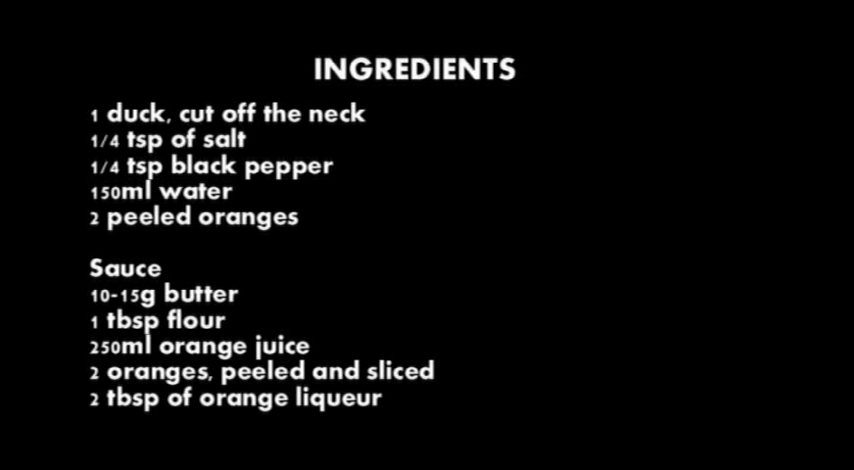 INGREDIENTS
1 duck, cut off the neck
1/4 tsp of salt
1/4 tsp black pepper
150ml water
2 peeled oranges
Sauce
10-15g butter
1 tbsp flour
250ml orange juice
2 oranges, peeled and sliced
2 tbsp of orange liqueur